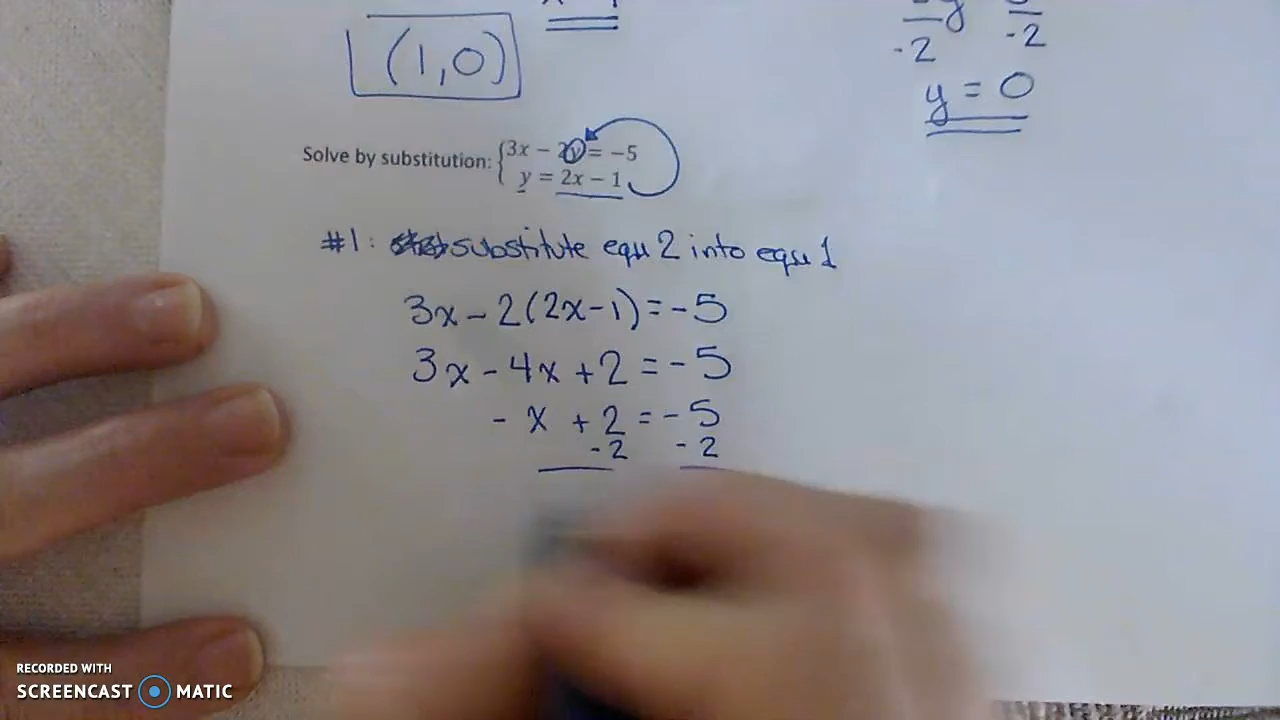 (1,0)
y
-2 -2
y = 0
Solve by substitution: {3x − 2y = −5
y = 2x − 1
#1: substitute equ 2 into equ 1
3x - 2(2x-1) = -5
3x - 4x + 2 = -5
- x + 2 = -5
-2 -2
RECORDED WITH
SCREENCAST MATIC